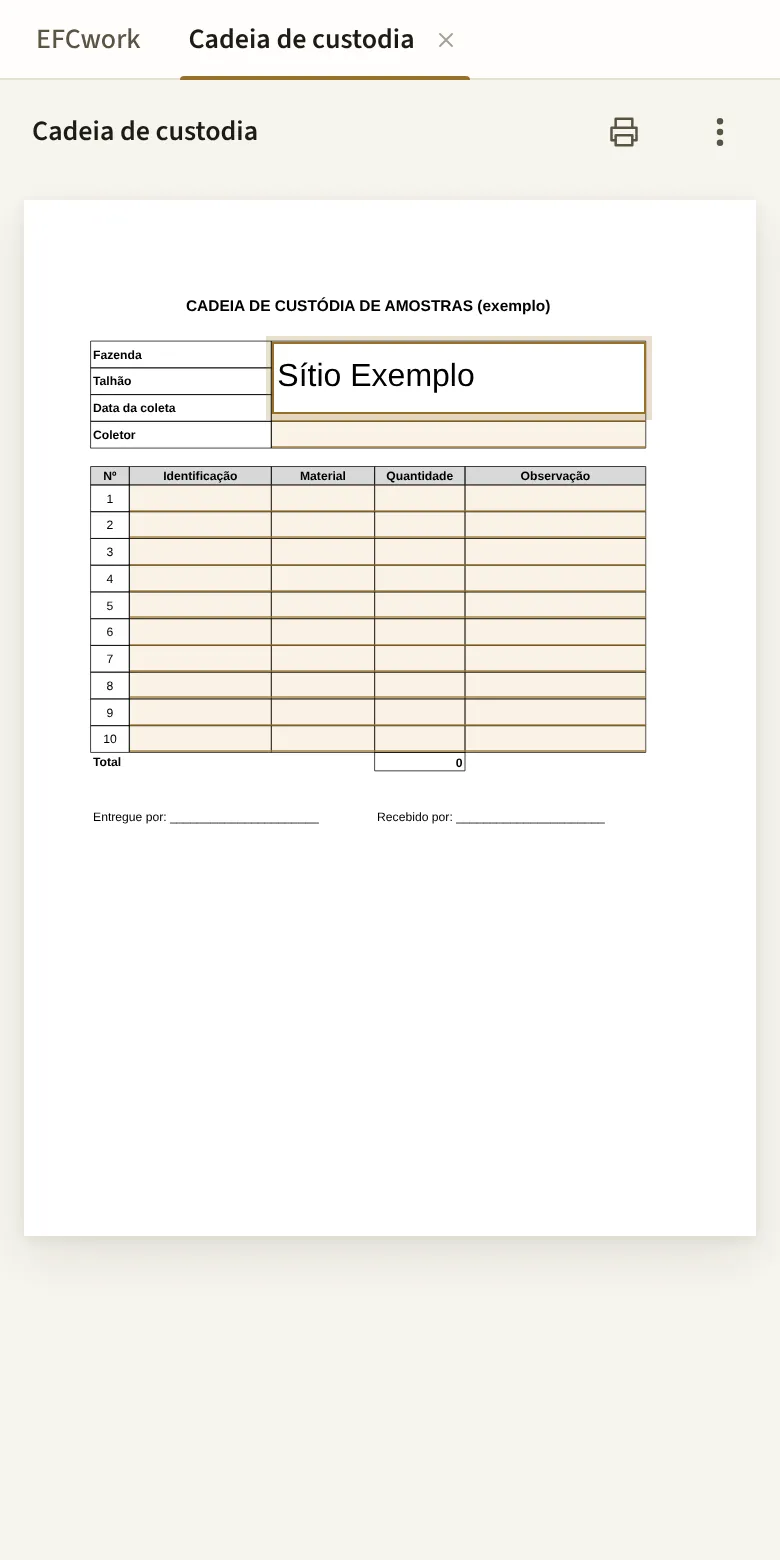 EFCwork Cadeia de custodia
Cadeia de custodia
CADEIA DE CUSTÓDIA DE AMOSTRAS (exemplo)
Fazenda Sítio Exemplo
Talhão
Data da coleta
Coletor
Nº Identificação Material Quantidade Observação
1
2
3
4
5
6
7
8
9
10
Total 0
Entregue por: ______________________ Recebido por: ______________________